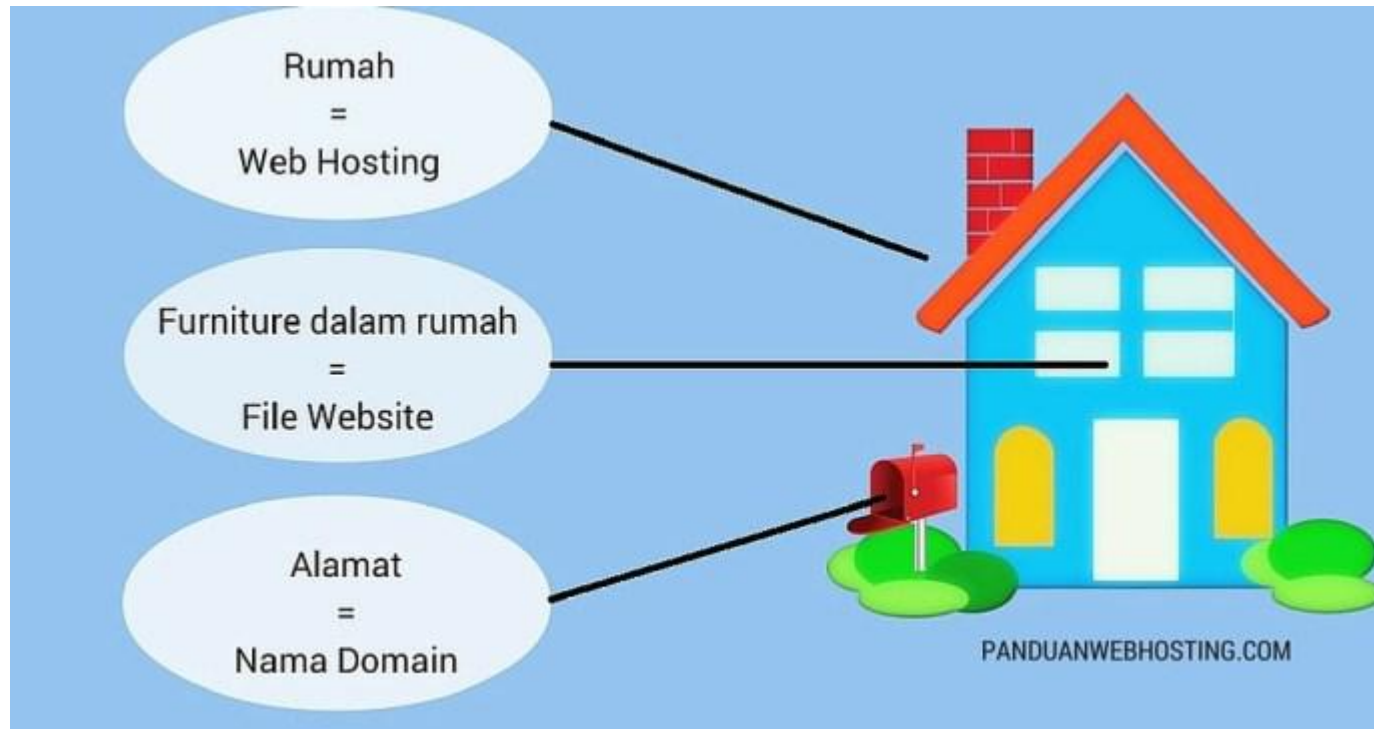 Rumah
=
Web Hosting
Furniture dalam rumah
=
File Website
Alamat
=
Nama Domain
PANDUANWEBHOSTING.COM